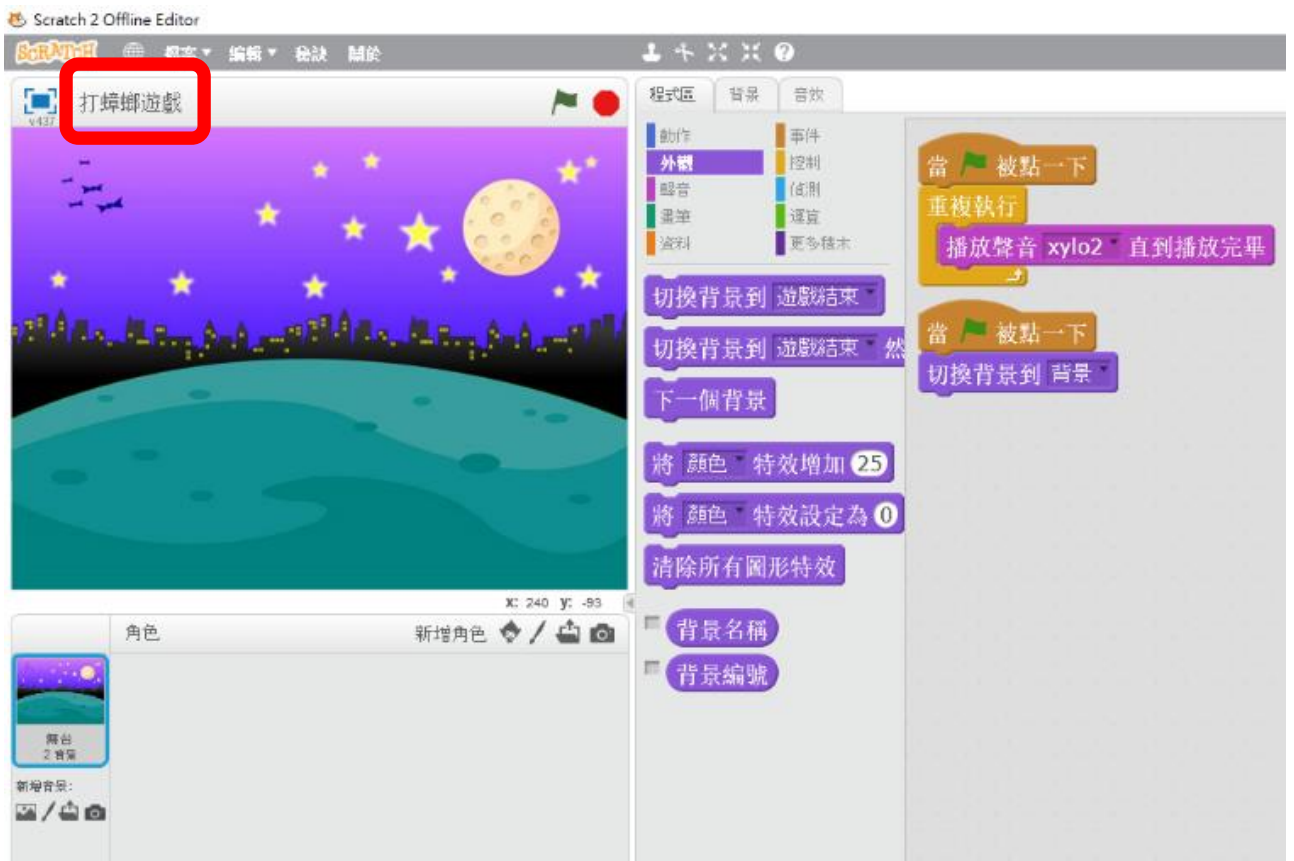 Scratch 2 Offline Editor
SCRATCH 檔案 編輯 秘訣 關於
打蟑螂遊戲
v437
程式區 背景 音效
動作 事件
外觀 控制
聲音 偵測
畫筆 運算
資料 更多積木
切換背景到 遊戲結束
切換背景到 遊戲結束 然
下一個背景
將 顏色 特效增加 25
將 顏色 特效設定為 0
清除所有圖形特效
背景名稱
背景編號
當 被點一下
重複執行
播放聲音 xylo2 直到播放完畢
當 被點一下
切換背景到 背景
x: 240 y: -93
角色 新增角色
舞台
2 背景
新增背景: